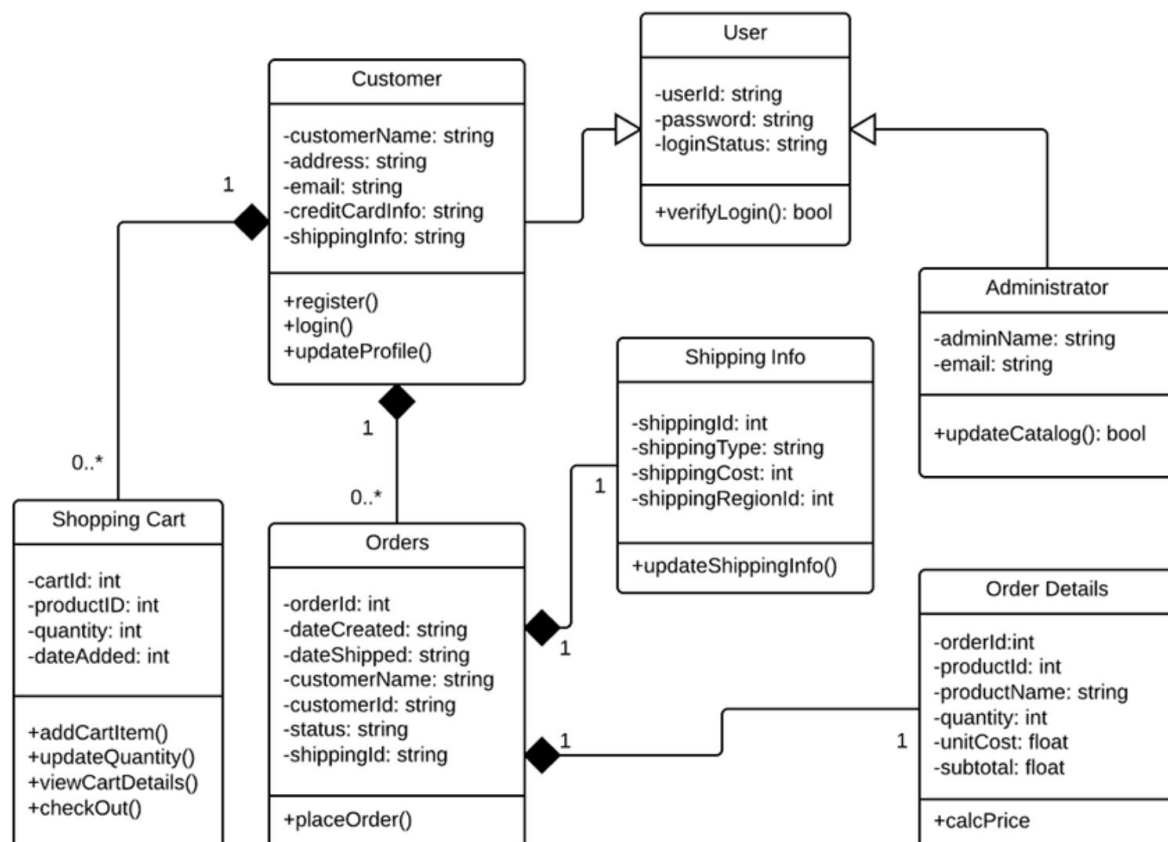 User
-userId: string
-password: string
-loginStatus: string
+verifyLogin(): bool
Customer
-customerName: string
-address: string
-email: string
-creditCardInfo: string
-shippingInfo: string
+register()
+login()
+updateProfile()
1
0..*
1
0..*
Administrator
-adminName: string
-email: string
+updateCatalog(): bool
Shipping Info
-shippingId: int
-shippingType: string
-shippingCost: int
-shippingRegionId: int
+updateShippingInfo()
1
1
Shopping Cart
-cartId: int
-productID: int
-quantity: int
-dateAdded: int
+addCartItem()
+updateQuantity()
+viewCartDetails()
+checkOut()
Orders
-orderId: int
-dateCreated: string
-dateShipped: string
-customerName: string
-customerId: string
-status: string
-shippingId: string
+placeOrder()
1
1
Order Details
-orderId:int
-productId: int
-productName: string
-quantity: int
-unitCost: float
-subtotal: float
+calcPrice